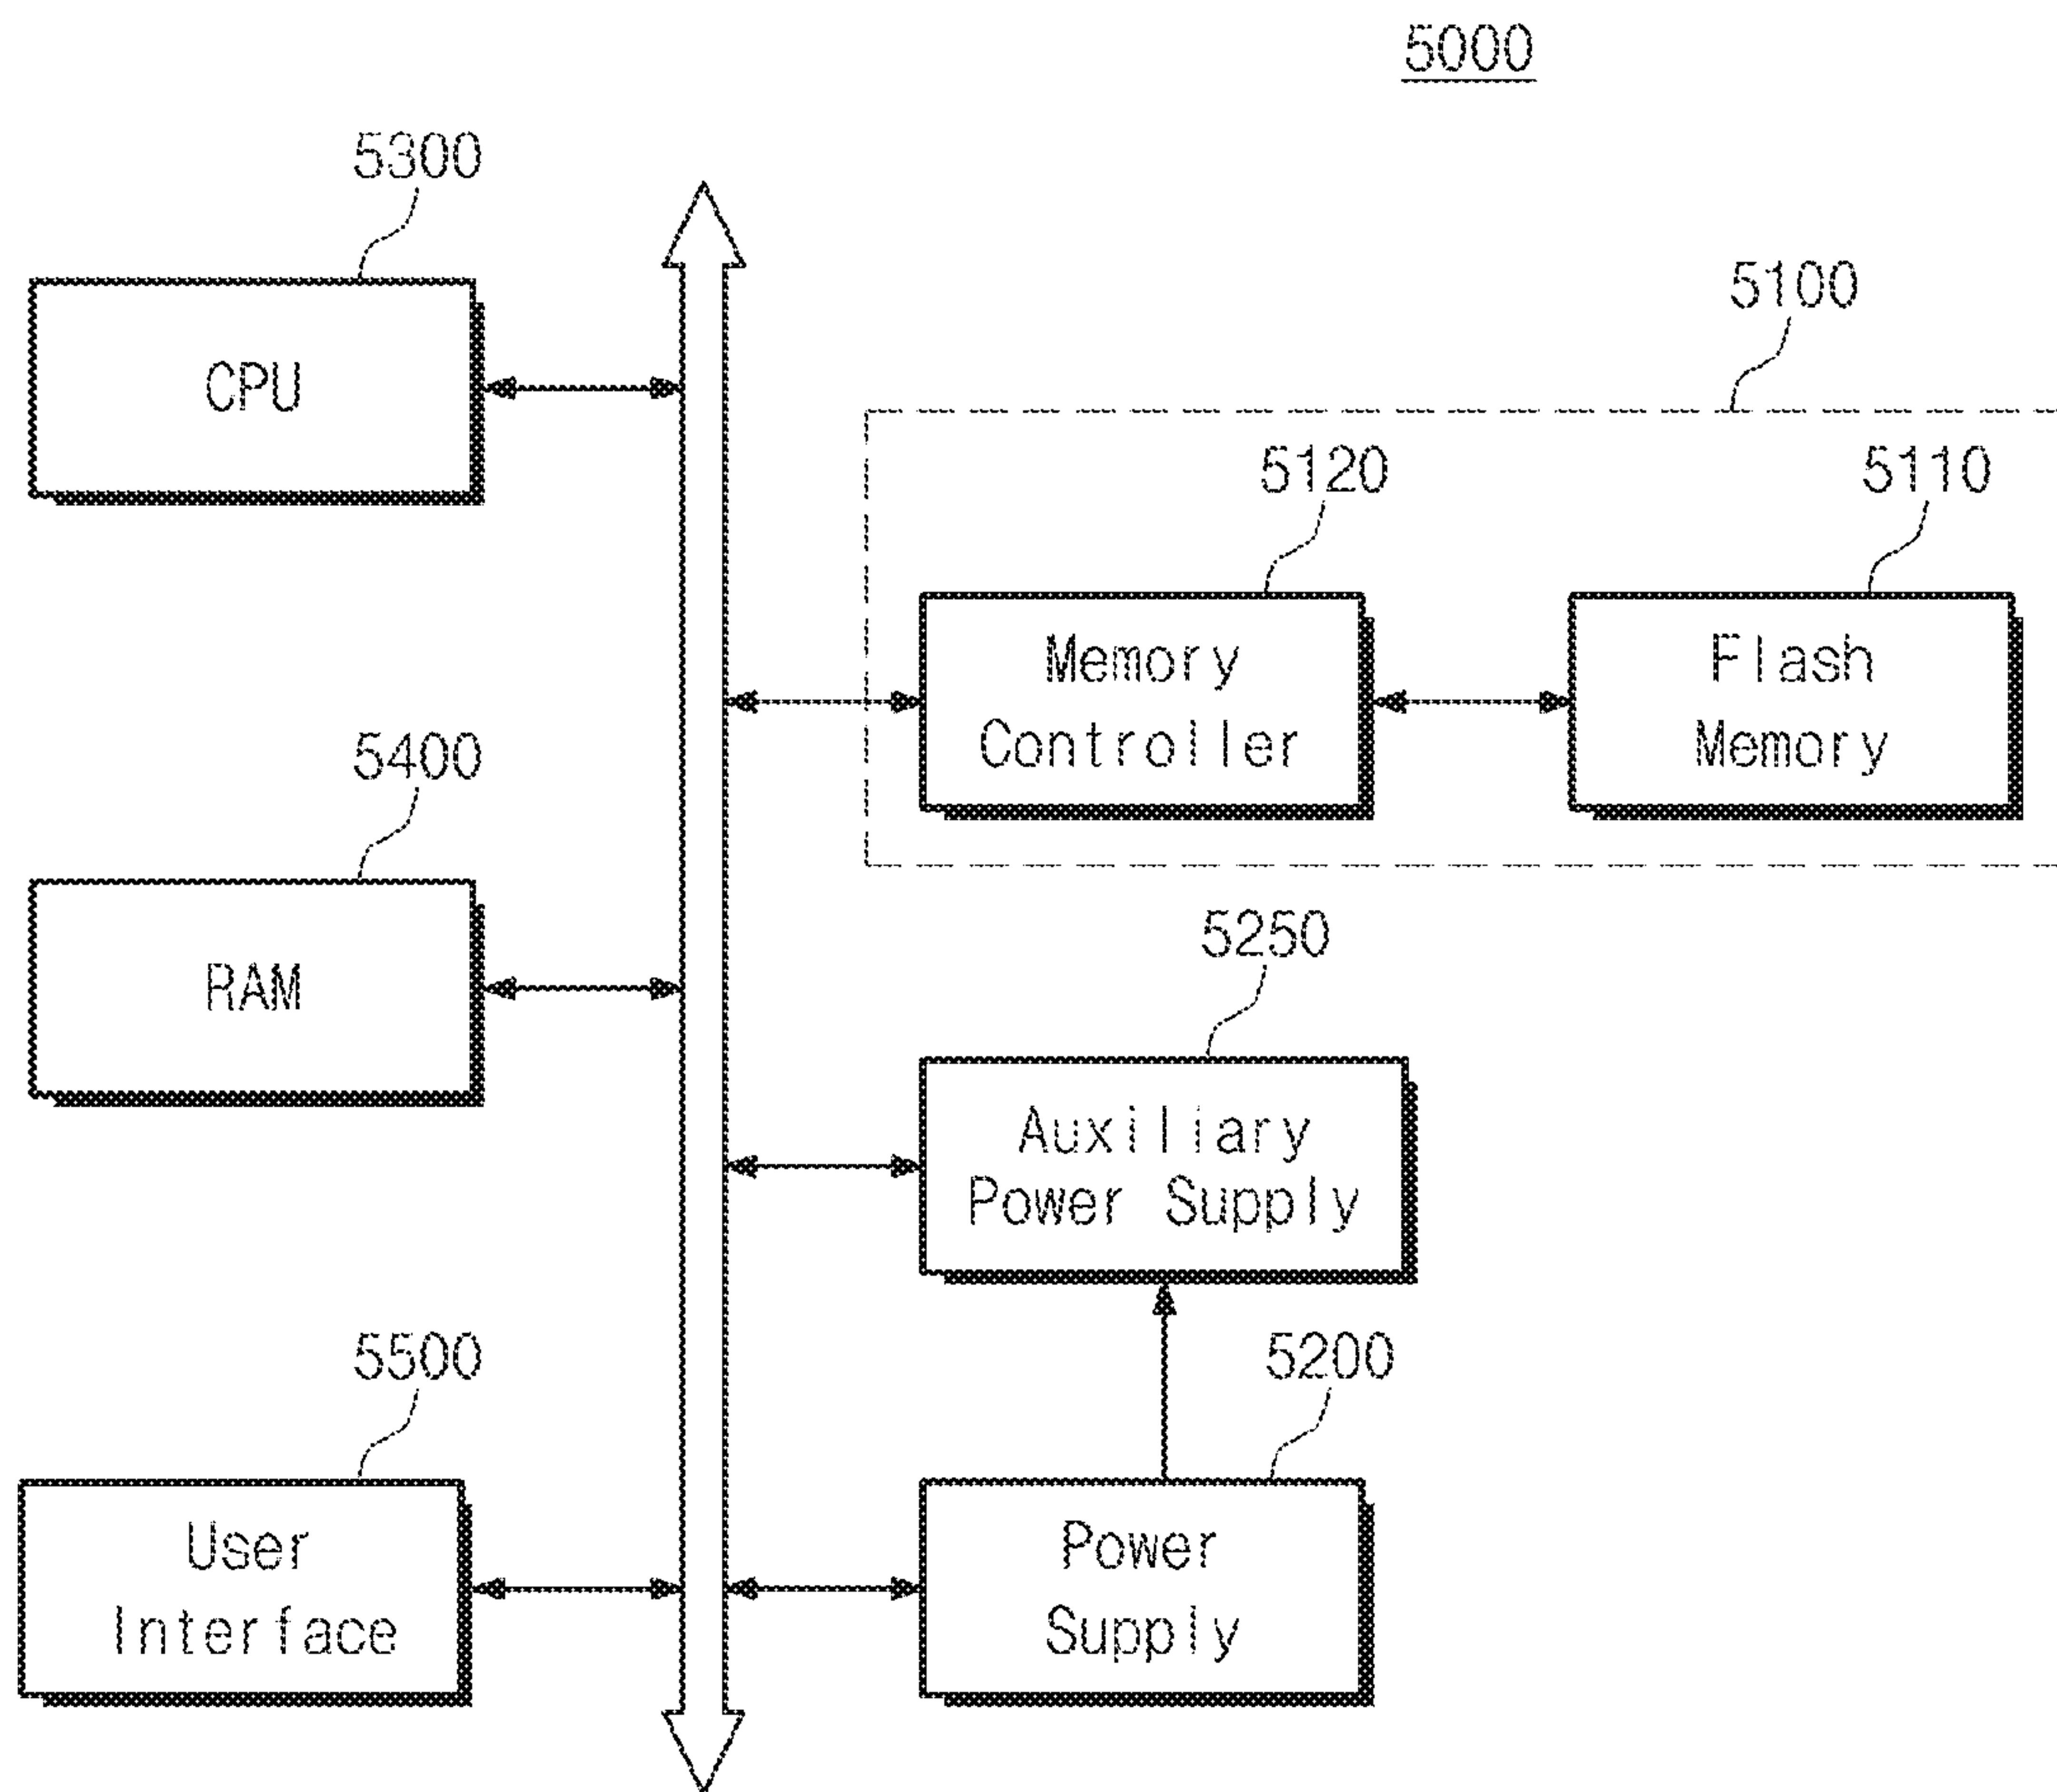 5000
5300
CPU
5100
5120
5110
Memory
Controller
Flash
Memory
5400
RAM
5250
Auxiliary
Power Supply
5500
User
Interface
5200
Power
Supply